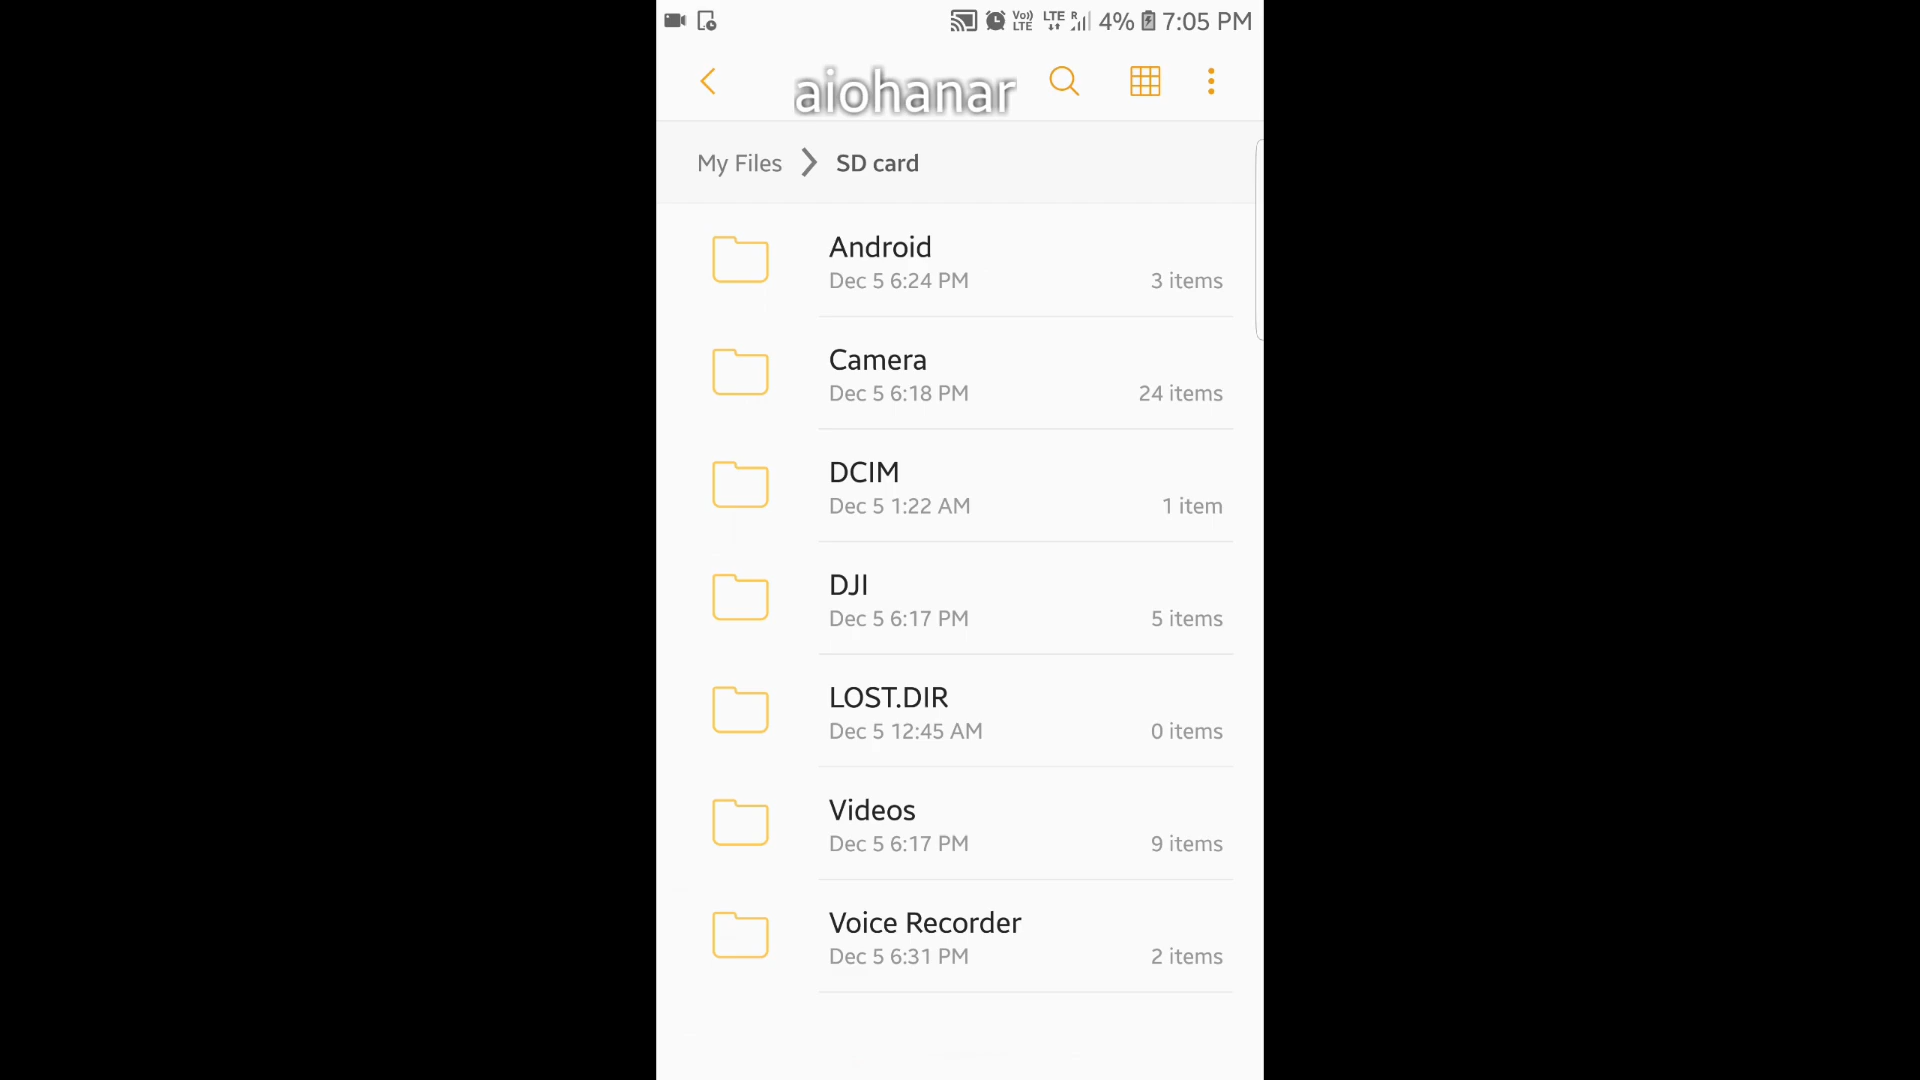 Vo)) LTE LTE R 4% 7:05 PM
aiohanar
My Files SD card
Android
Dec 5 6:24 PM 3 items
Camera
Dec 5 6:18 PM 24 items
DCIM
Dec 5 1:22 AM 1 item
DJI
Dec 5 6:17 PM 5 items
LOST.DIR
Dec 5 12:45 AM 0 items
Videos
Dec 5 6:17 PM 9 items
Voice Recorder
Dec 5 6:31 PM 2 items